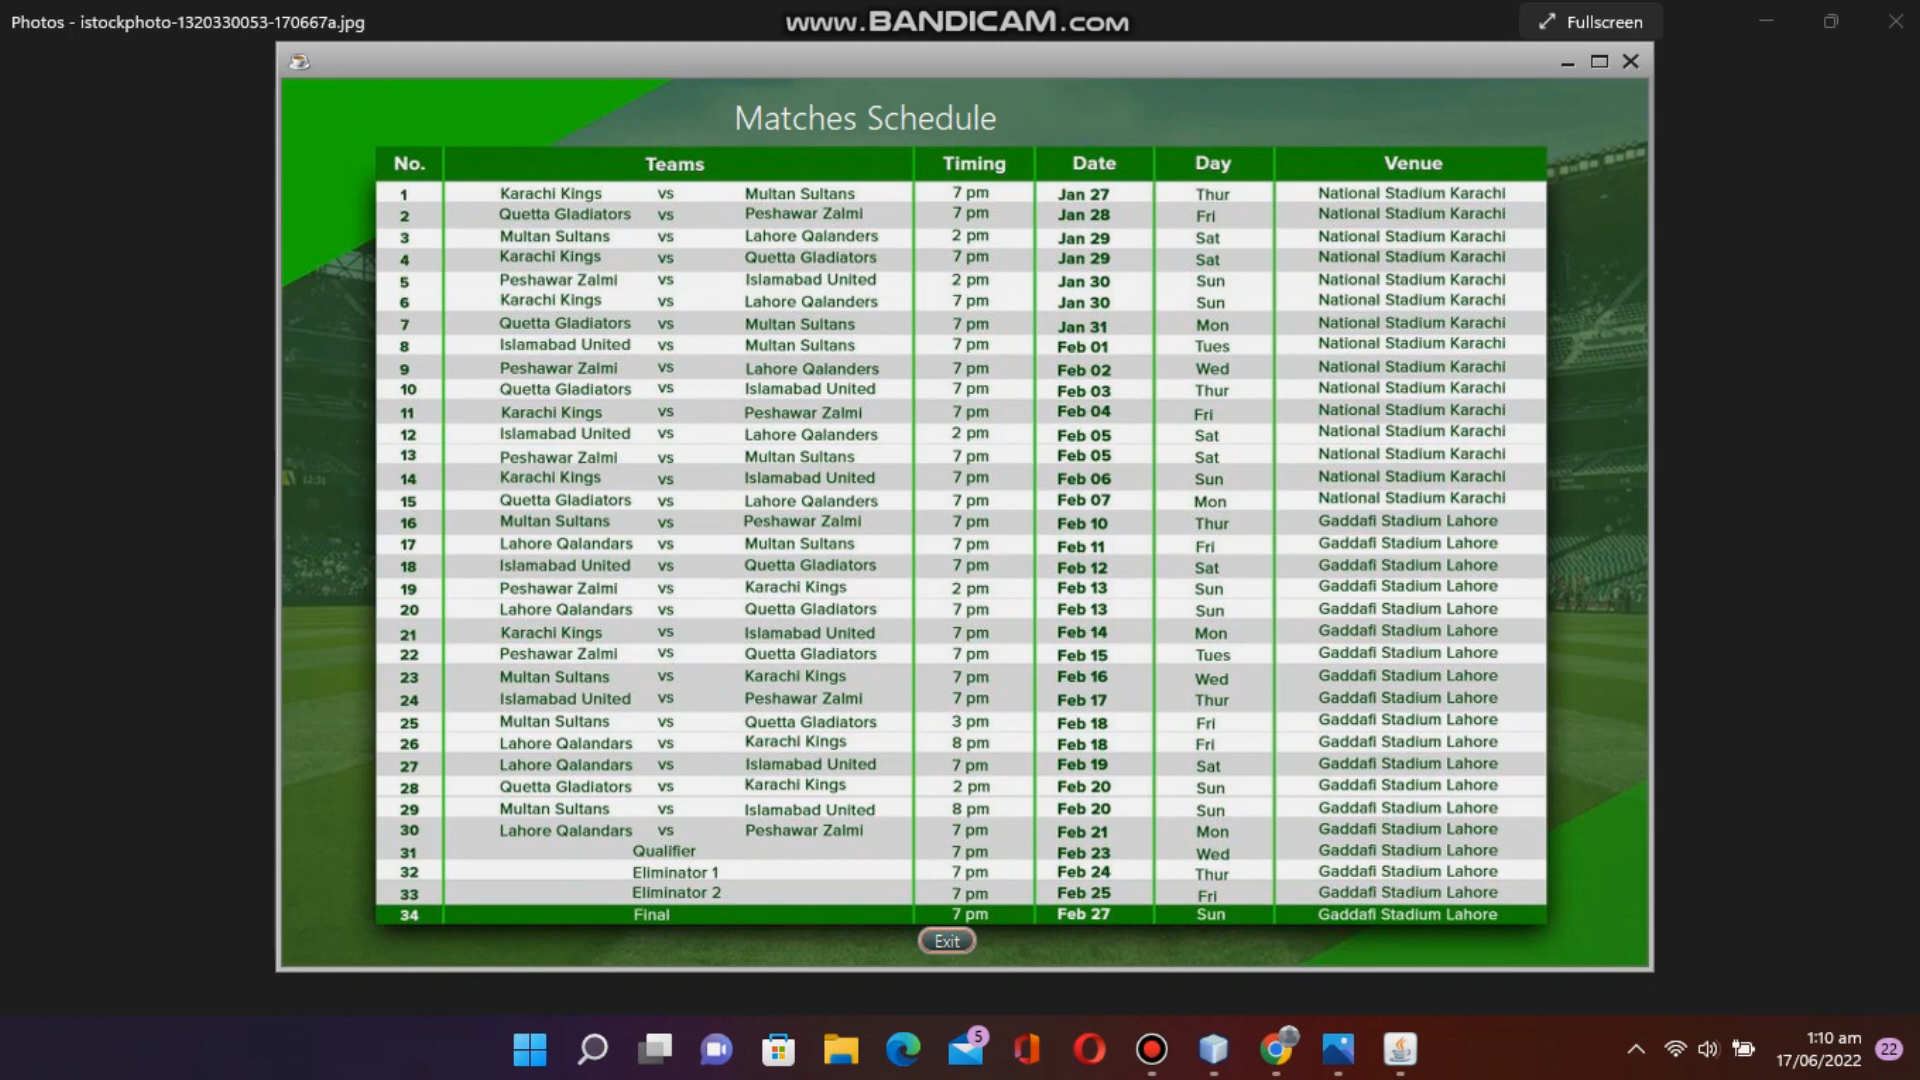 Photos - istockphoto-1320330053-170667a.jpg
www.BANDICAM.com
Fullscreen
Matches Schedule
No. Teams Timing Date Day Venue
1 Karachi Kings vs Multan Sultans 7 pm Jan 27 Thur National Stadium Karachi
2 Quetta Gladiators vs Peshawar Zalmi 7 pm Jan 28 Fri National Stadium Karachi
3 Multan Sultans vs Lahore Qalanders 2 pm Jan 29 Sat National Stadium Karachi
4 Karachi Kings vs Quetta Gladiators 7 pm Jan 29 Sat National Stadium Karachi
5 Peshawar Zalmi vs Islamabad United 2 pm Jan 30 Sun National Stadium Karachi
6 Karachi Kings vs Lahore Qalanders 7 pm Jan 30 Sun National Stadium Karachi
7 Quetta Gladiators vs Multan Sultans 7 pm Jan 31 Mon National Stadium Karachi
8 Islamabad United vs Multan Sultans 7 pm Feb 01 Tues National Stadium Karachi
9 Peshawar Zalmi vs Lahore Qalanders 7 pm Feb 02 Wed National Stadium Karachi
10 Quetta Gladiators vs Islamabad United 7 pm Feb 03 Thur National Stadium Karachi
11 Karachi Kings vs Peshawar Zalmi 7 pm Feb 04 Fri National Stadium Karachi
12 Islamabad United vs Lahore Qalanders 2 pm Feb 05 Sat National Stadium Karachi
13 Peshawar Zalmi vs Multan Sultans 7 pm Feb 05 Sat National Stadium Karachi
14 Karachi Kings vs Islamabad United 7 pm Feb 06 Sun National Stadium Karachi
15 Quetta Gladiators vs Lahore Qalanders 7 pm Feb 07 Mon National Stadium Karachi
16 Multan Sultans vs Peshawar Zalmi 7 pm Feb 10 Thur Gaddafi Stadium Lahore
17 Lahore Qalandars vs Multan Sultans 7 pm Feb 11 Fri Gaddafi Stadium Lahore
18 Islamabad United vs Quetta Gladiators 7 pm Feb 12 Sat Gaddafi Stadium Lahore
19 Peshawar Zalmi vs Karachi Kings 2 pm Feb 13 Sun Gaddafi Stadium Lahore
20 Lahore Qalandars vs Quetta Gladiators 7 pm Feb 13 Sun Gaddafi Stadium Lahore
21 Karachi Kings vs Islamabad United 7 pm Feb 14 Mon Gaddafi Stadium Lahore
22 Peshawar Zalmi vs Quetta Gladiators 7 pm Feb 15 Tues Gaddafi Stadium Lahore
23 Multan Sultans vs Karachi Kings 7 pm Feb 16 Wed Gaddafi Stadium Lahore
24 Islamabad United vs Peshawar Zalmi 7 pm Feb 17 Thur Gaddafi Stadium Lahore
25 Multan Sultans vs Quetta Gladiators 3 pm Feb 18 Fri Gaddafi Stadium Lahore
26 Lahore Qalandars vs Karachi Kings 8 pm Feb 18 Fri Gaddafi Stadium Lahore
27 Lahore Qalandars vs Islamabad United 7 pm Feb 19 Sat Gaddafi Stadium Lahore
28 Quetta Gladiators vs Karachi Kings 2 pm Feb 20 Sun Gaddafi Stadium Lahore
29 Multan Sultans vs Islamabad United 8 pm Feb 20 Sun Gaddafi Stadium Lahore
30 Lahore Qalandars vs Peshawar Zalmi 7 pm Feb 21 Mon Gaddafi Stadium Lahore
31 Qualifier 7 pm Feb 23 Wed Gaddafi Stadium Lahore
32 Eliminator 1 7 pm Feb 24 Thur Gaddafi Stadium Lahore
33 Eliminator 2 7 pm Feb 25 Fri Gaddafi Stadium Lahore
34 Final 7 pm Feb 27 Sun Gaddafi Stadium Lahore
12:31
Exit
5
1:10 am
17/06/2022
22